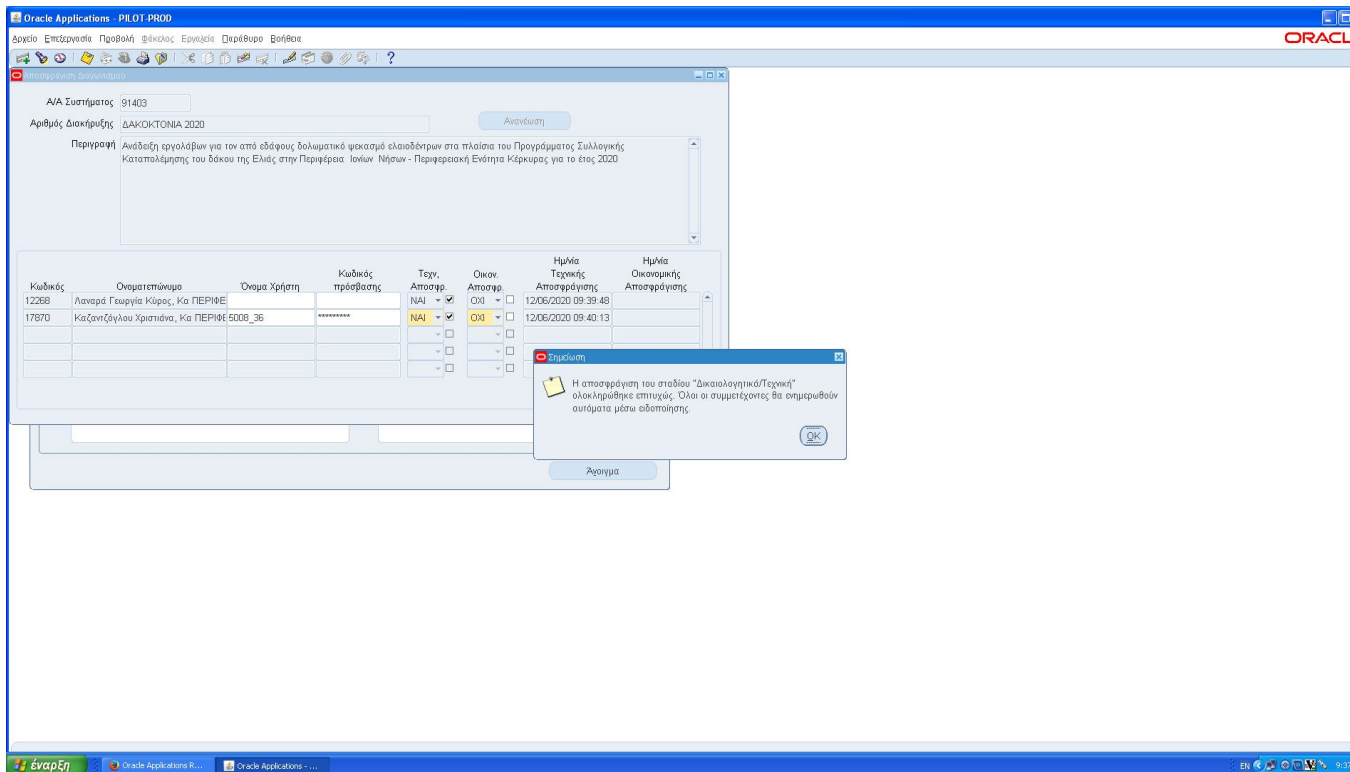 Oracle Applications - PILOT-PROD
Αρχείο Επεξεργασία Προβολή Φάκελος Εργαλεία Παράθυρο Βοήθεια
ORACL
Αποσφράγιση Διαγωνισμού
Α/Α Συστήματος 91403
Αριθμός Διακήρυξης ΔΑΚΟΚΤΟΝΙΑ 2020 Ανανέωση
Περιγραφή Ανάδειξη εργολάβων για τον από εδάφους δολωματικό ψεκασμό ελαιοδέντρων στα πλαίσια του Προγράμματος Συλλογικής
Καταπολέμησης του δάκου της Ελιάς στην Περιφέρεια Ιονίων Νήσων - Περιφερειακή Ενότητα Κέρκυρας για το έτος 2020
Ημ/νία Ημ/νία
Κωδικός Τεχν, Οικον. Τεχνικής Οικονομικής
Κωδικός Ονοματεπώνυμο Όνομα Χρήστη πρόσβασης Αποσφρ. Αποσφρ. Αποσφράγισης Αποσφράγισης
12268 Λαναρά Γεωργία Κύρος, Κα ΠΕΡΙΦΕ ΝΑΙ ΟΧΙ 12/06/2020 09:39:48
17870 Καζαντζόγλου Χριστιάνα, Κα ΠΕΡΙΦΕ 5008_36 ********* ΝΑΙ ΟΧΙ 12/06/2020 09:40:13
Σημείωση
Η αποσφράγιση του σταδίου "Δικαιολογητικά/Τεχνική"
ολοκληρώθηκε επιτυχώς. Όλοι οι συμμετέχοντες θα ενημερωθούν
αυτόματα μέσω ειδοποίησης.
OK
Άνοιγμα
έναρξη Oracle Applications R... Oracle Applications - ... EN 9:37